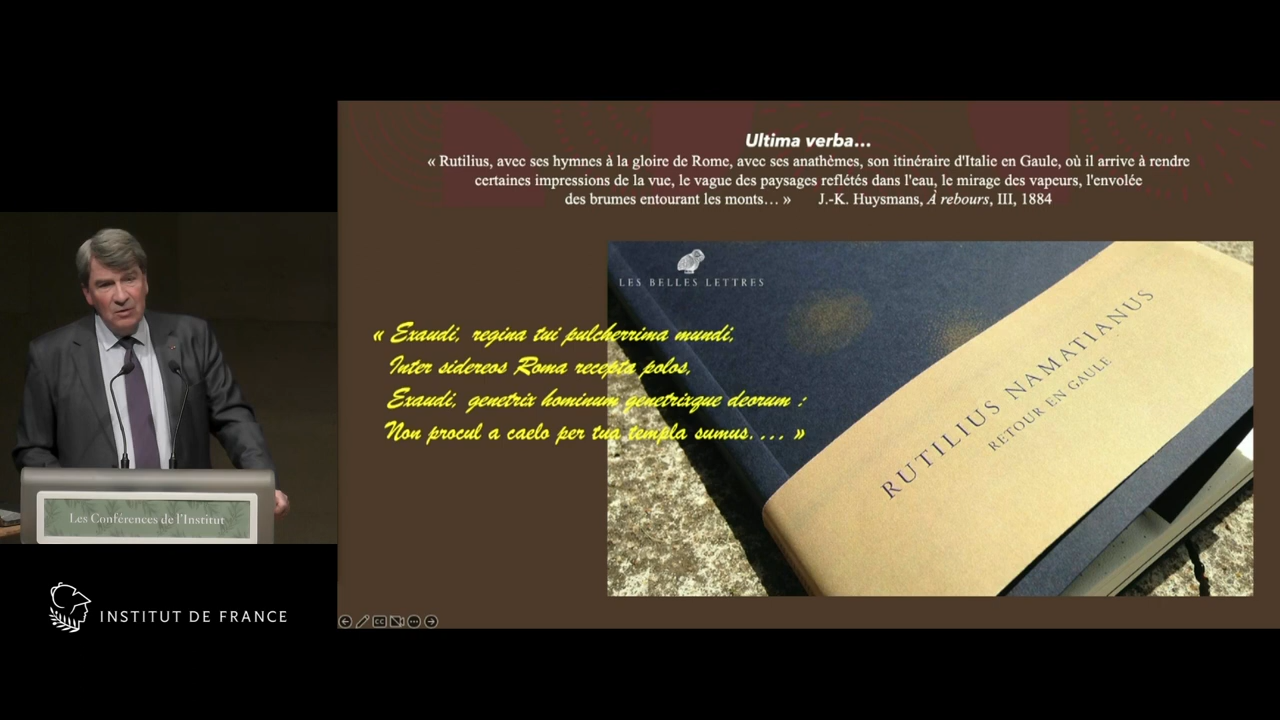 Ultima verba…
« Rutilius, avec ses hymnes à la gloire de Rome, avec ses anathèmes, son itinéraire d'Italie en Gaule, où il arrive à rendre
certaines impressions de la vue, le vague des paysages reflétés dans l'eau, le mirage des vapeurs, l'envolée
des brumes entourant les monts… » J.-K. Huysmans, À rebours, III, 1884
LES BELLES LETTRES
« Exaudi, regina tui pulcherrima mundi,
Inter sidereos Roma recepta polos,
Exaudi, genetrix hominum genetrixque deorum :
Non procul a caelo per tua templa sumus. ... »
RUTILIUS NAMATIANUS
RETOUR EN GAULE
Les Conférences de l'Institut
INSTITUT DE FRANCE
CC